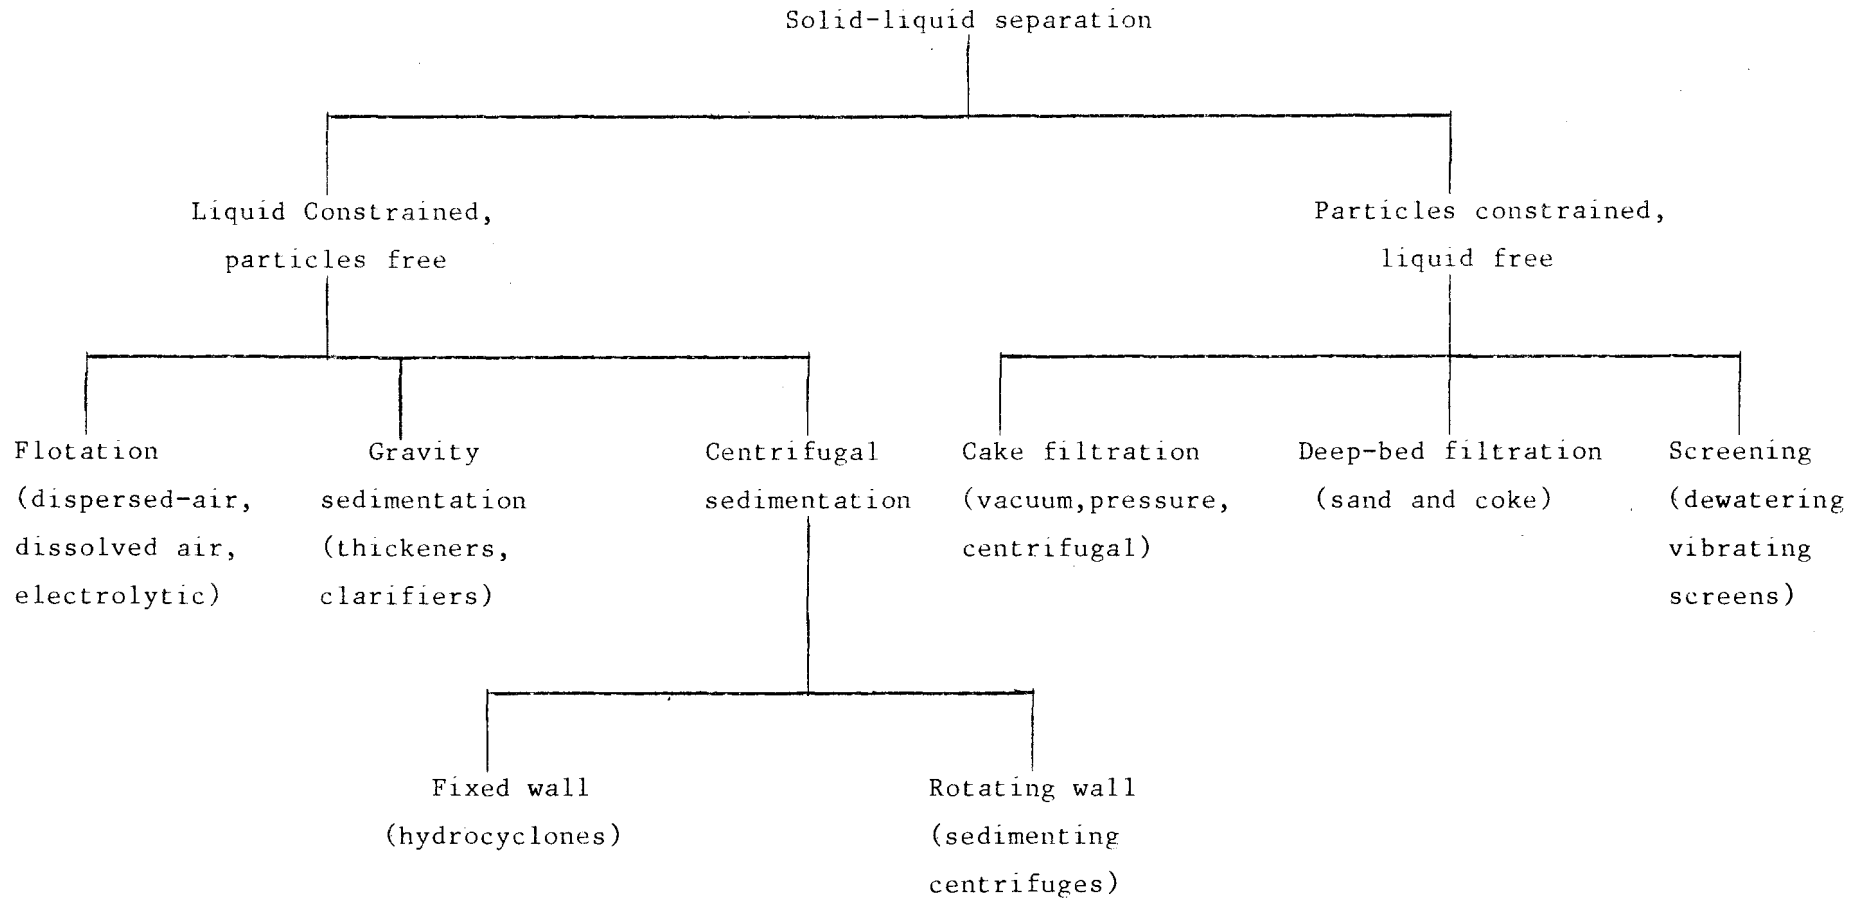 Solid-liquid separation
Liquid Constrained,
particles free
Particles constrained,
liquid free
Flotation
(dispersed-air,
dissolved air,
electrolytic)
Gravity
sedimentation
(thickeners,
clarifiers)
Centrifugal
sedimentation
Cake filtration
(vacuum,pressure,
centrifugal)
Deep-bed filtration
(sand and coke)
Screening
(dewatering
vibrating
screens)
Fixed wall
(hydrocyclones)
Rotating wall
(sedimenting
centrifuges)